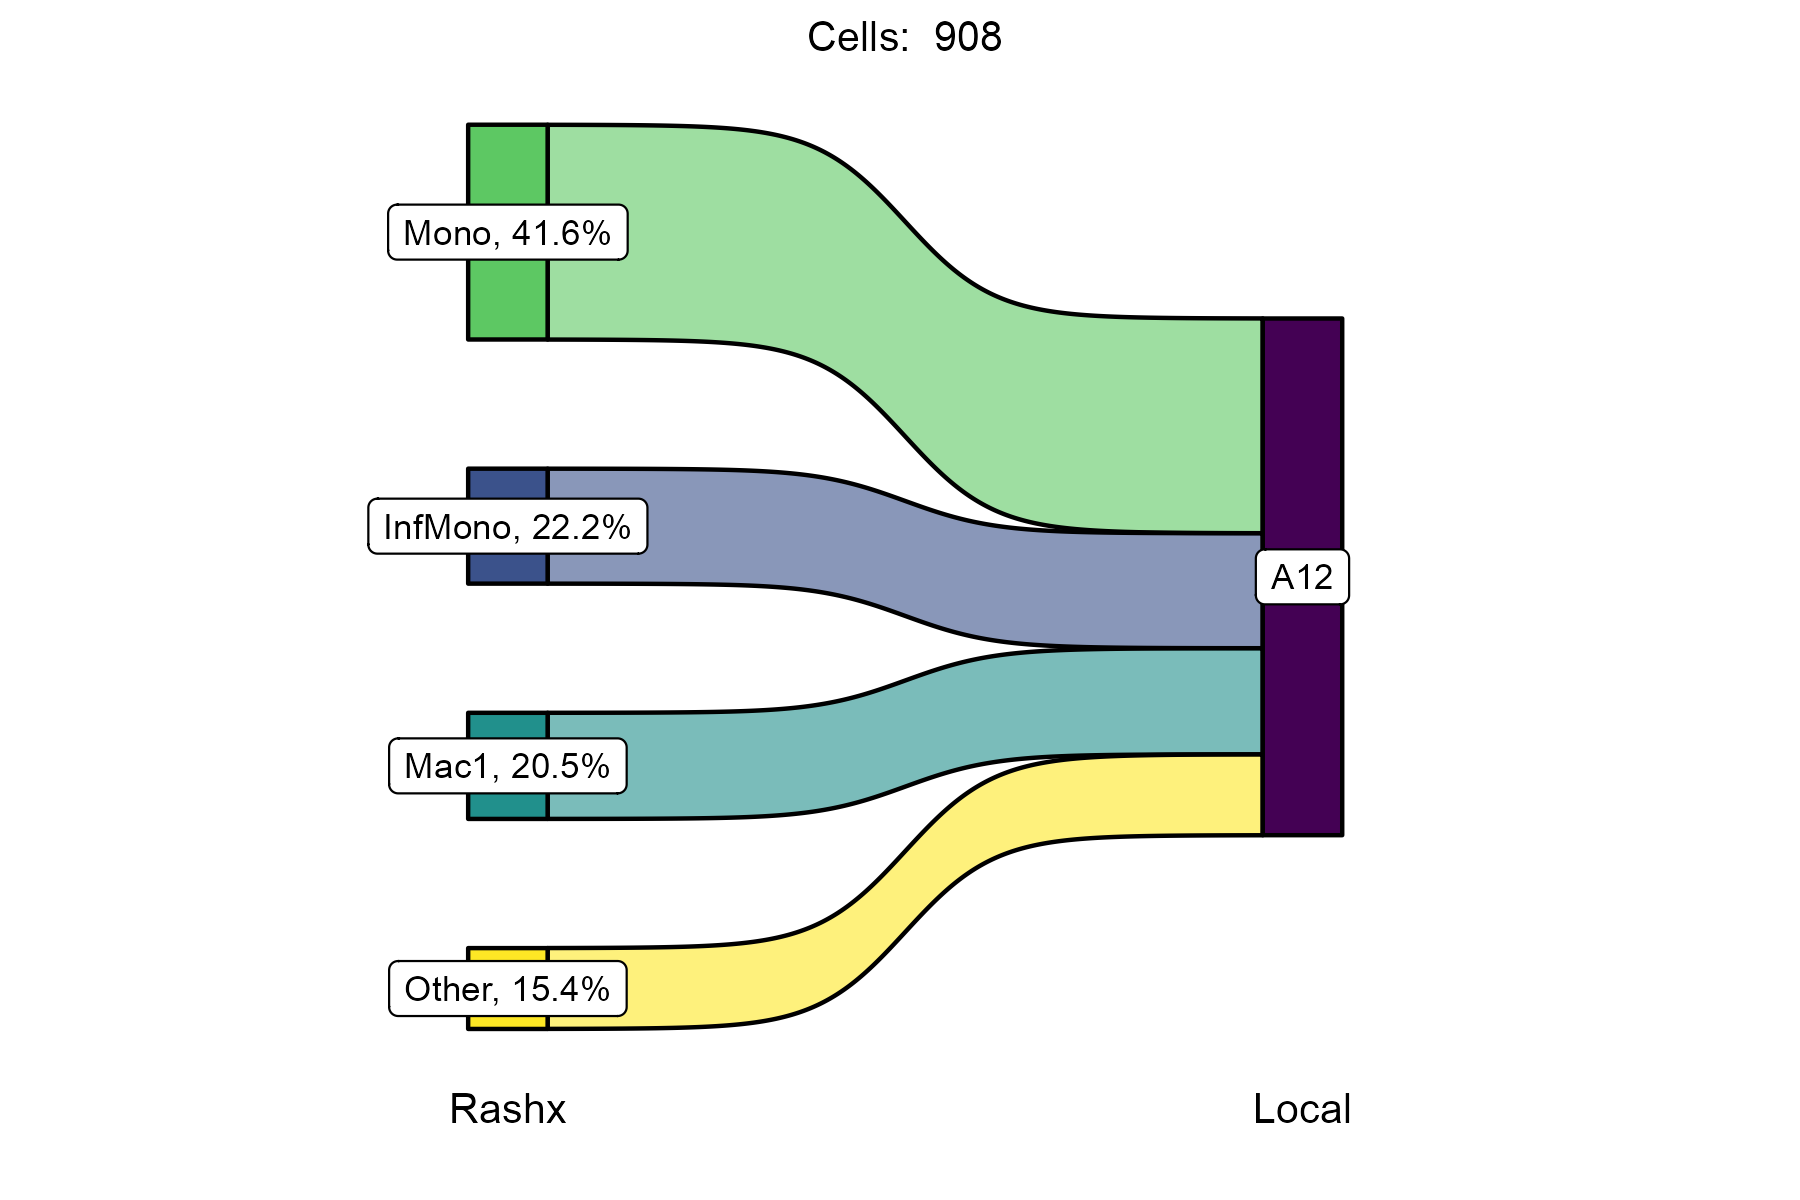 Cells:  908
Mono, 41.6%
InfMono, 22.2%
A12
Mac1, 20.5%
Other, 15.4%
Rashx
Local